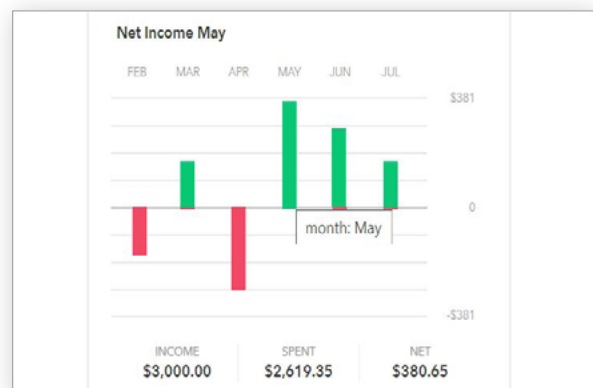 Net Income May
FEB MAR APR MAY JUN JUL
$381
0
month: May
-$381
INCOME SPENT NET
$3,000.00 $2,619.35 $380.65